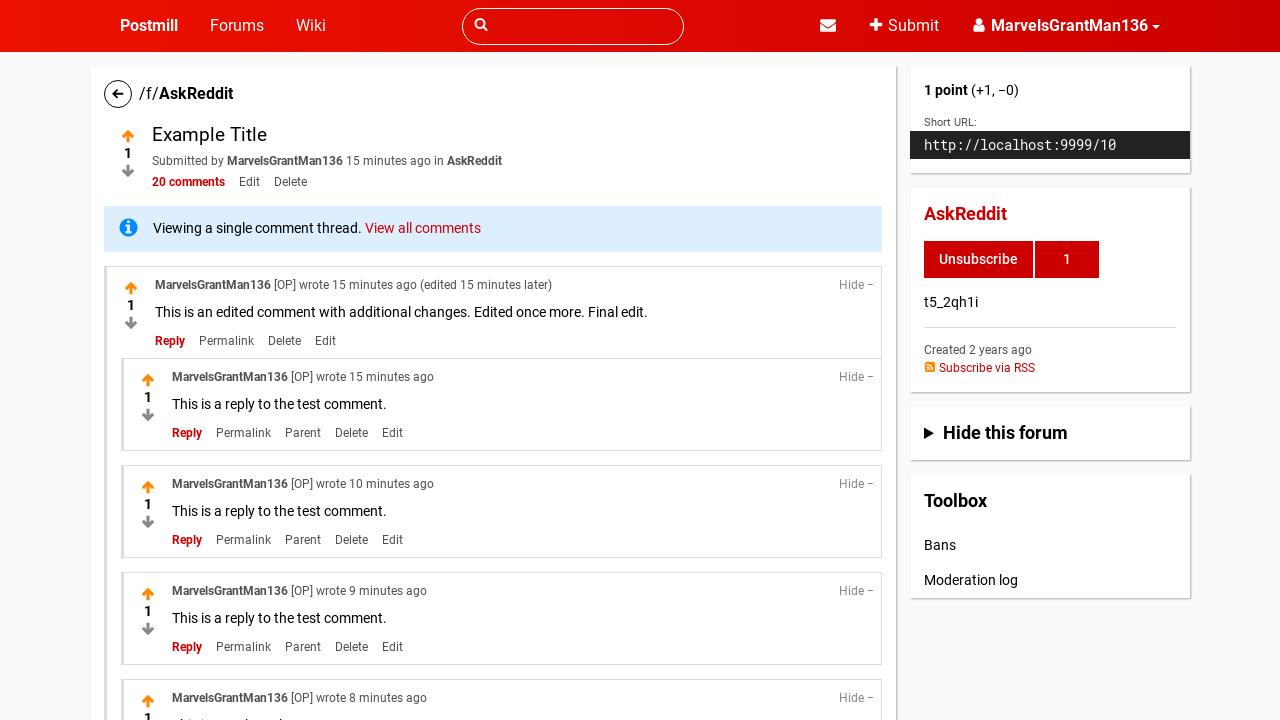 Postmill Forums Wiki Submit MarvelsGrantMan136
/f/AskReddit
1
Example Title
Submitted by MarvelsGrantMan136 15 minutes ago in AskReddit
20 comments Edit Delete
Viewing a single comment thread. View all comments
MarvelsGrantMan136 [OP] wrote 15 minutes ago (edited 15 minutes later) Hide −
1
This is an edited comment with additional changes. Edited once more. Final edit.
Reply Permalink Delete Edit
MarvelsGrantMan136 [OP] wrote 15 minutes ago Hide −
1
This is a reply to the test comment.
Reply Permalink Parent Delete Edit
MarvelsGrantMan136 [OP] wrote 10 minutes ago Hide −
1
This is a reply to the test comment.
Reply Permalink Parent Delete Edit
MarvelsGrantMan136 [OP] wrote 9 minutes ago Hide −
1
This is a reply to the test comment.
Reply Permalink Parent Delete Edit
MarvelsGrantMan136 [OP] wrote 8 minutes ago Hide −
1
1 point (+1, −0)
Short URL:
http://localhost:9999/10
AskReddit
Unsubscribe 1
t5_2qh1i
Created 2 years ago
Subscribe via RSS
Hide this forum
Toolbox
Bans
Moderation log